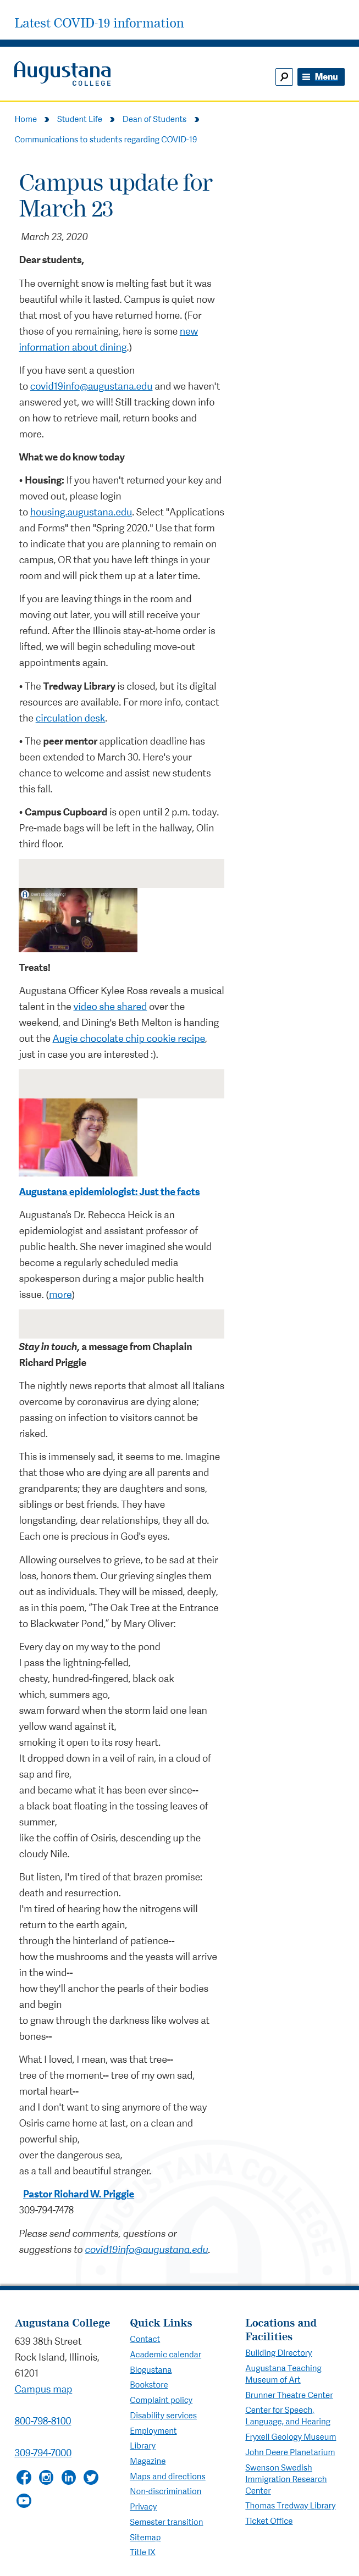 Latest COVID-19 information
Augustana
COLLEGE
Menu
Home Student Life Dean of Students
Communications to students regarding COVID-19
Campus update for
March 23
March 23, 2020
Dear students,
The overnight snow is melting fast but it was
beautiful while it lasted. Campus is quiet now
that most of you have returned home. (For
those of you remaining, here is some new
information about dining.)
If you have sent a question
to covid19info@augustana.edu and we haven't
answered yet, we will! Still tracking down info
on how to retrieve mail, return books and
more.
What we do know today
• Housing: If you haven't returned your key and
moved out, please login
to housing.augustana.edu. Select "Applications
and Forms" then "Spring 2020." Use that form
to indicate that you are planning to remain on
campus, OR that you have left things in your
room and will pick them up at a later time.
If you are leaving things in the room and
moving out later, you will still receive your
refund. After the Illinois stay-at-home order is
lifted, we will begin scheduling move-out
appointments again.
• The Tredway Library is closed, but its digital
resources are available. For more info, contact
the circulation desk.
• The peer mentor application deadline has
been extended to March 30. Here's your
chance to welcome and assist new students
this fall.
• Campus Cupboard is open until 2 p.m. today.
Pre-made bags will be left in the hallway, Olin
third floor.
Treats!
Augustana Officer Kylee Ross reveals a musical
talent in the video she shared over the
weekend, and Dining's Beth Melton is handing
out the Augie chocolate chip cookie recipe,
just in case you are interested :).
Augustana epidemiologist: Just the facts
Augustana's Dr. Rebecca Heick is an
epidemiologist and assistant professor of
public health. She never imagined she would
become a regularly scheduled media
spokesperson during a major public health
issue. (more)
Stay in touch, a message from Chaplain
Richard Priggie
The nightly news reports that almost all Italians
overcome by coronavirus are dying alone;
passing on infection to visitors cannot be
risked.
This is immensely sad, it seems to me. Imagine
that those who are dying are all parents and
grandparents; they are daughters and sons,
siblings or best friends. They have
longstanding, dear relationships, they all do.
Each one is precious in God's eyes.
Allowing ourselves to grieve, to be sad at their
loss, honors them. Our grieving singles them
out as individuals. They will be missed, deeply,
as in this poem, "The Oak Tree at the Entrance
to Blackwater Pond," by Mary Oliver:
Every day on my way to the pond
I pass the lightning-felled,
chesty, hundred-fingered, black oak
which, summers ago,
swam forward when the storm laid one lean
yellow wand against it,
smoking it open to its rosy heart.
It dropped down in a veil of rain, in a cloud of
sap and fire,
and became what it has been ever since--
a black boat floating in the tossing leaves of
summer,
like the coffin of Osiris, descending up the
cloudy Nile.
But listen, I'm tired of that brazen promise:
death and resurrection.
I'm tired of hearing how the nitrogens will
return to the earth again,
through the hinterland of patience--
how the mushrooms and the yeasts will arrive
in the wind--
how they'll anchor the pearls of their bodies
and begin
to gnaw through the darkness like wolves at
bones--
What I loved, I mean, was that tree--
tree of the moment-- tree of my own sad,
mortal heart--
and I don't want to sing anymore of the way
Osiris came home at last, on a clean and
powerful ship,
over the dangerous sea,
as a tall and beautiful stranger.
Pastor Richard W. Priggie
309-794-7478
Please send comments, questions or
suggestions to covid19info@augustana.edu.
Augustana College
639 38th Street
Rock Island, Illinois,
61201
Campus map
800-798-8100
309-794-7000
Quick Links
Contact
Academic calendar
Blogustana
Bookstore
Complaint policy
Disability services
Employment
Library
Magazine
Maps and directions
Non-discrimination
Privacy
Semester transition
Sitemap
Title IX
Locations and
Facilities
Building Directory
Augustana Teaching
Museum of Art
Brunner Theatre Center
Center for Speech,
Language, and Hearing
Fryxell Geology Museum
John Deere Planetarium
Swenson Swedish
Immigration Research
Center
Thomas Tredway Library
Ticket Office